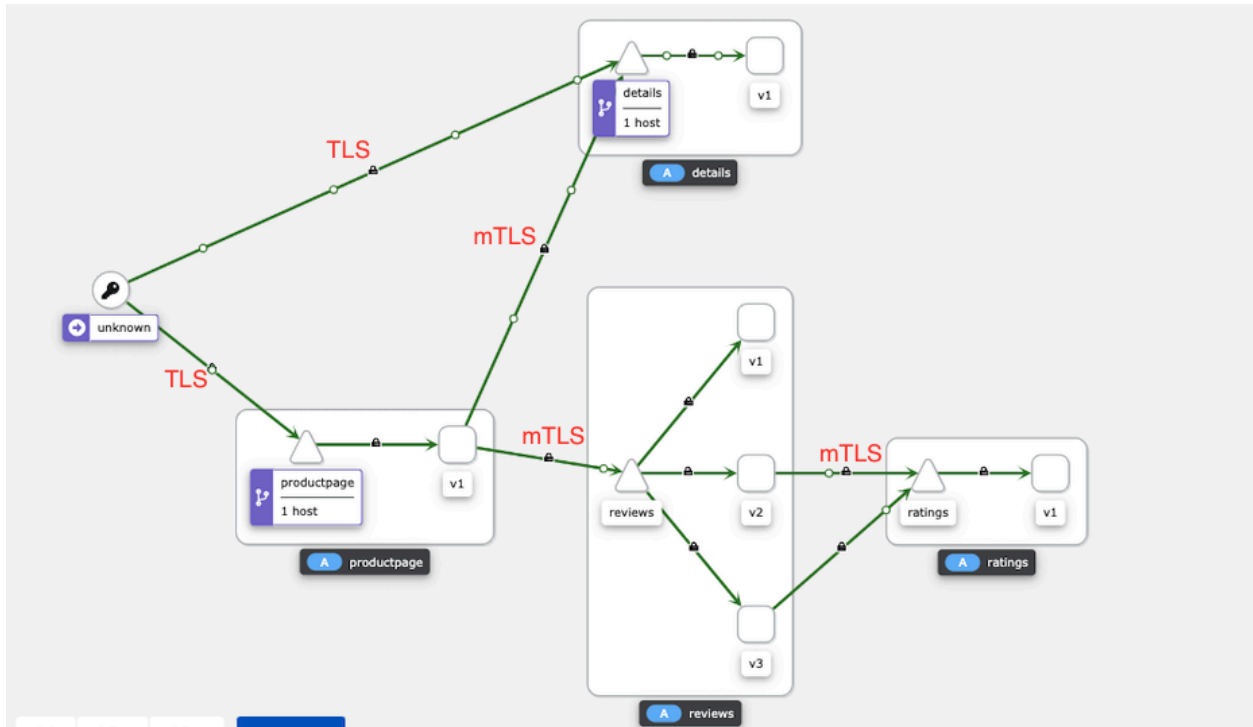 details
1 host
v1
A details
TLS
mTLS
unknown
TLS
v1
mTLS
mTLS
productpage
1 host
v1
reviews
v2
ratings
v1
A productpage
A ratings
v3
A reviews